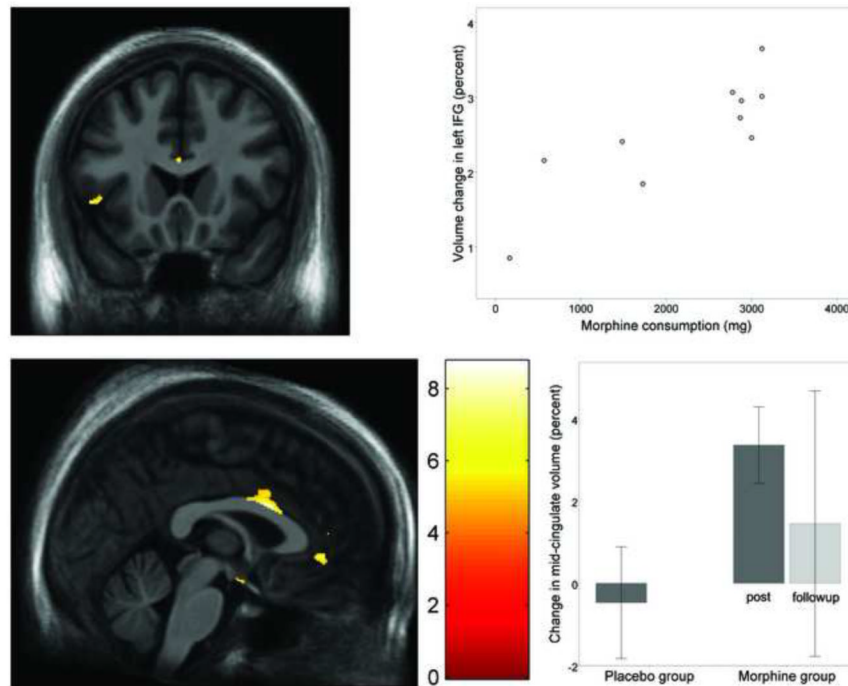 4
3
2
1
Volume change in left IFG (percent)
0 1000 2000 3000 4000
Morphine consumption (mg)
8
6
4
2
0
4
2
0
-2
Change in mid-cingulate volume (percent)
post followup
Placebo group Morphine group